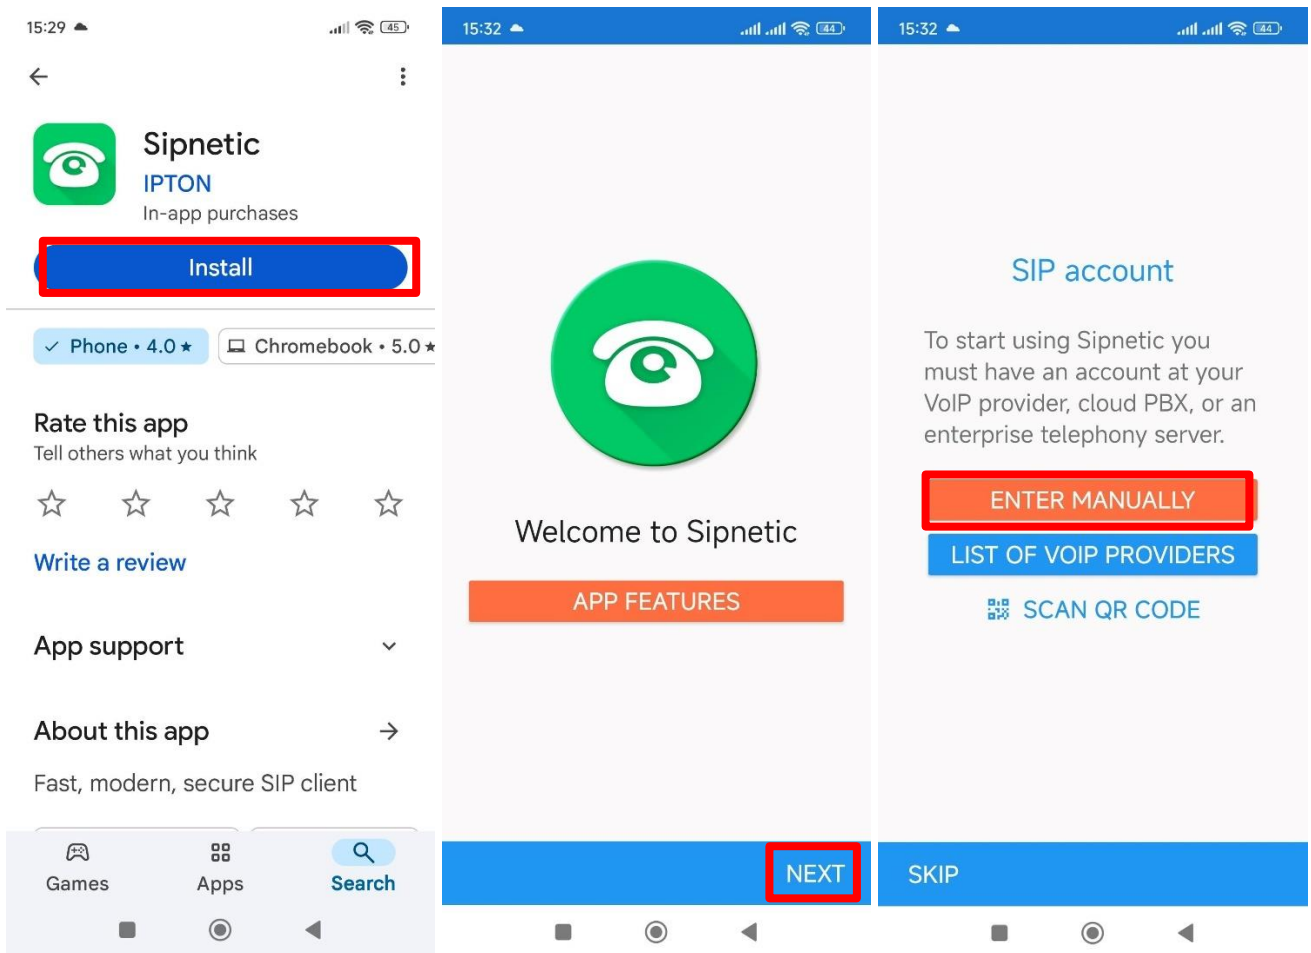 15:29
45
Sipnetic
IPTON
In-app purchases
Install
Phone • 4.0 ★
Chromebook • 5.0 ★
Rate this app
Tell others what you think
Write a review
App support
About this app
Fast, modern, secure SIP client
Games
Apps
Search
15:32
44
Welcome to Sipnetic
APP FEATURES
NEXT
15:32
44
SIP account
To start using Sipnetic you
must have an account at your
VoIP provider, cloud PBX, or an
enterprise telephony server.
ENTER MANUALLY
LIST OF VOIP PROVIDERS
SCAN QR CODE
SKIP